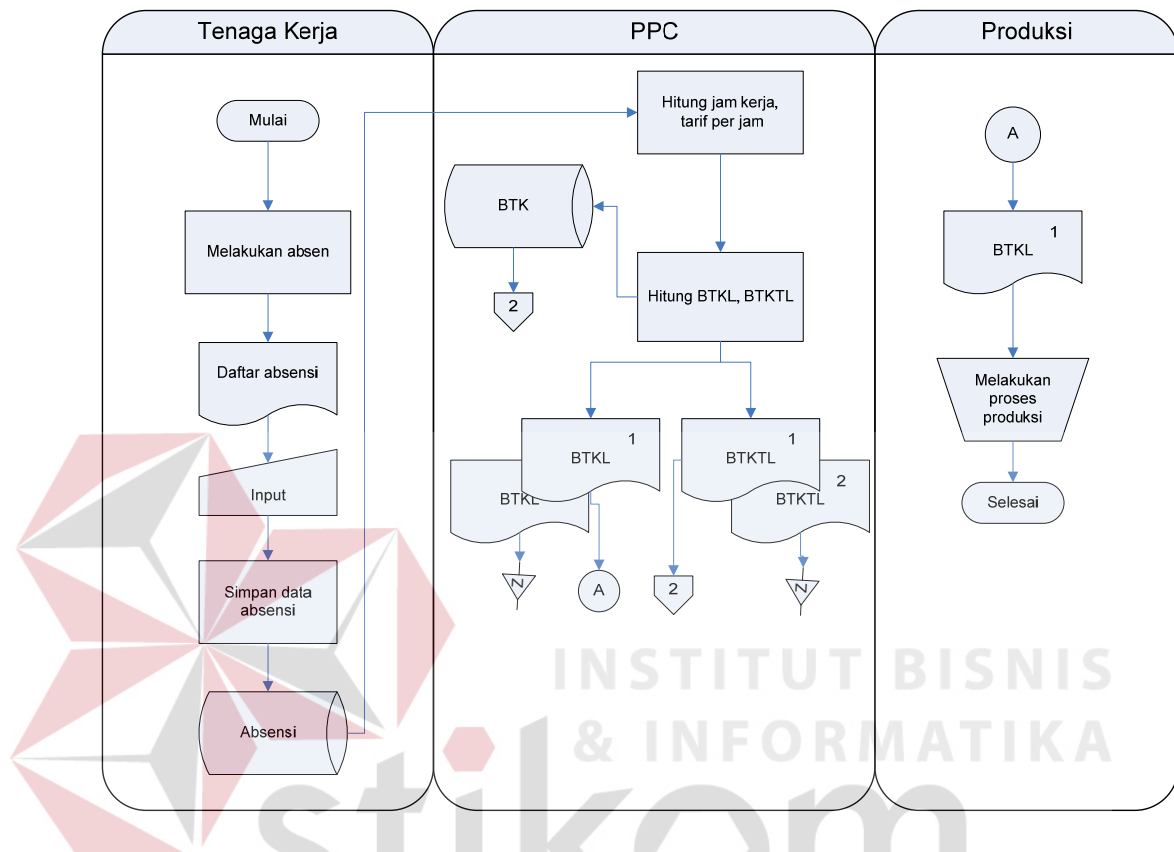 Tenaga Kerja
PPC
Produksi
Mulai
Melakukan absen
Daftar absensi
Input
Simpan data
absensi
Absensi
Hitung jam kerja,
tarif per jam
BTK
2
Hitung BTKL, BTKTL
1
BTKL
BTKL
1
BTKTL
2
BTKTL
N
A
2
N
A
1
BTKL
Melakukan
proses
produksi
Selesai
INSTITUT BISNIS
& INFORMATIKA
stikom